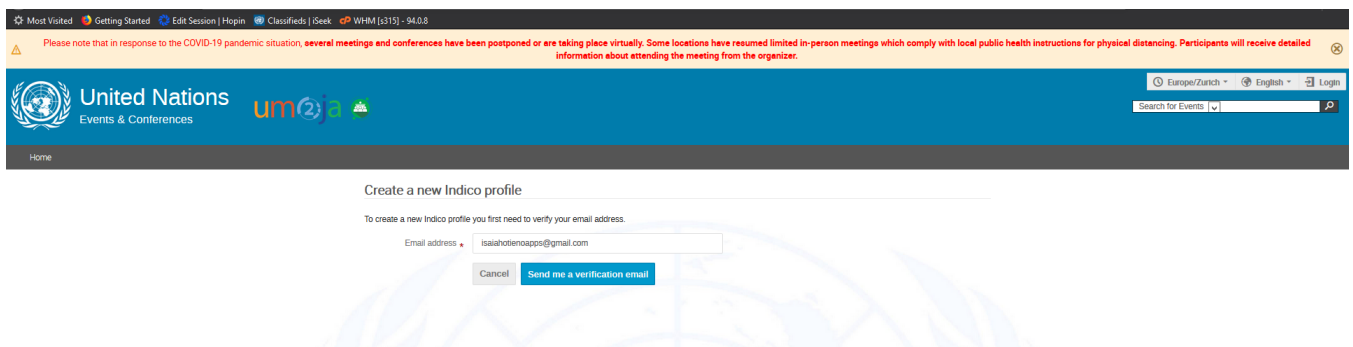 Most Visited Getting Started Edit Session | Hopin Classifieds | iSeek WHM [s315] - 94.0.8
Please note that in response to the COVID-19 pandemic situation, several meetings and conferences have been postponed or are taking place virtually. Some locations have resumed limited in-person meetings which comply with local public health instructions for physical distancing. Participants will receive detailed
information about attending the meeting from the organizer.
Europe/Zurich English Login
United Nations
Events & Conferences
um2ja
Search for Events
Home
Create a new Indico profile
To create a new Indico profile you first need to verify your email address.
Email address * isaiahotienoapps@gmail.com
Cancel Send me a verification email